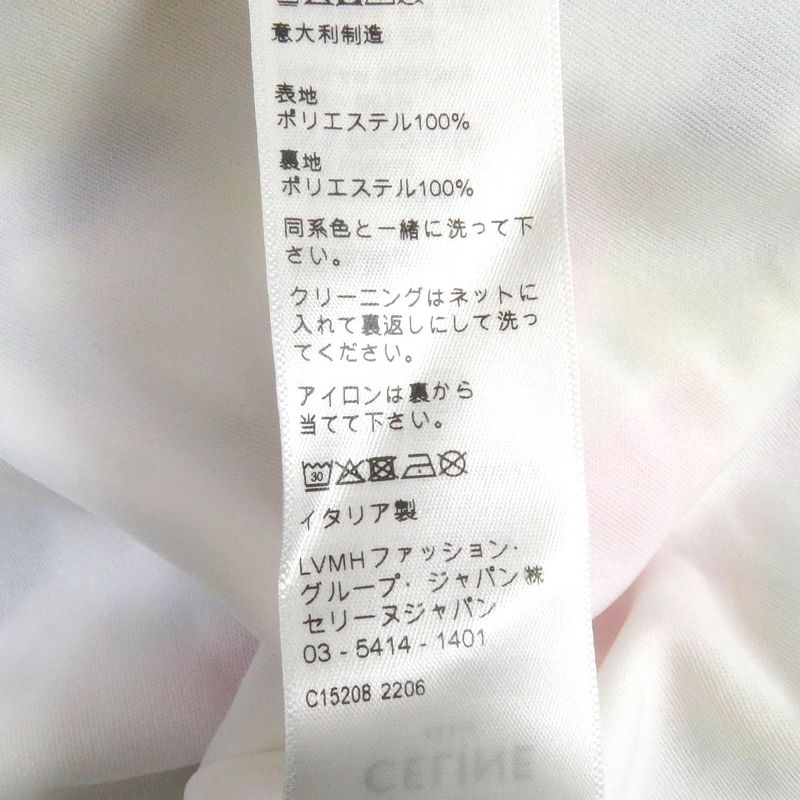 意大利制造
表地
ポリエステル100%
裏地
ポリエステル100%
同系色と一緒に洗って下
さい。
クリーニングはネットに
入れて裏返しにして洗っ
てください。
アイロンは裏から
当てて下さい。
30
イタリア製
LVMHファッション・
グループ・ジャパン㈱
セリーヌジャパン
03 - 5414 - 1401
C15208 2206
CELINE